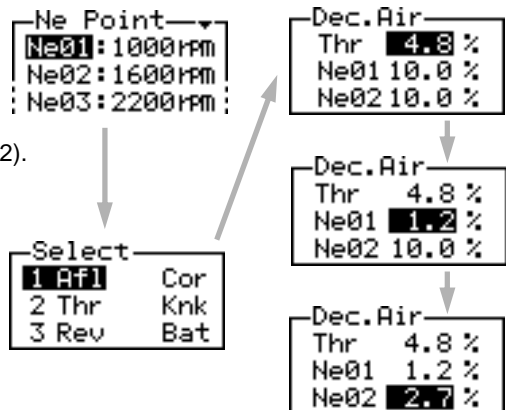 Ne Point
Ne01:1000rpm
Ne02:1600rpm
Ne03:2200rpm
2).
Select
1 Afl Cor
2 Thr Knk
3 Rev Bat
Dec.Air
Thr 4.8 %
Ne01 10.0 %
Ne02 10.0 %
Dec.Air
Thr 4.8 %
Ne01 1.2 %
Ne02 10.0 %
Dec.Air
Thr 4.8 %
Ne01 1.2 %
Ne02 2.7 %